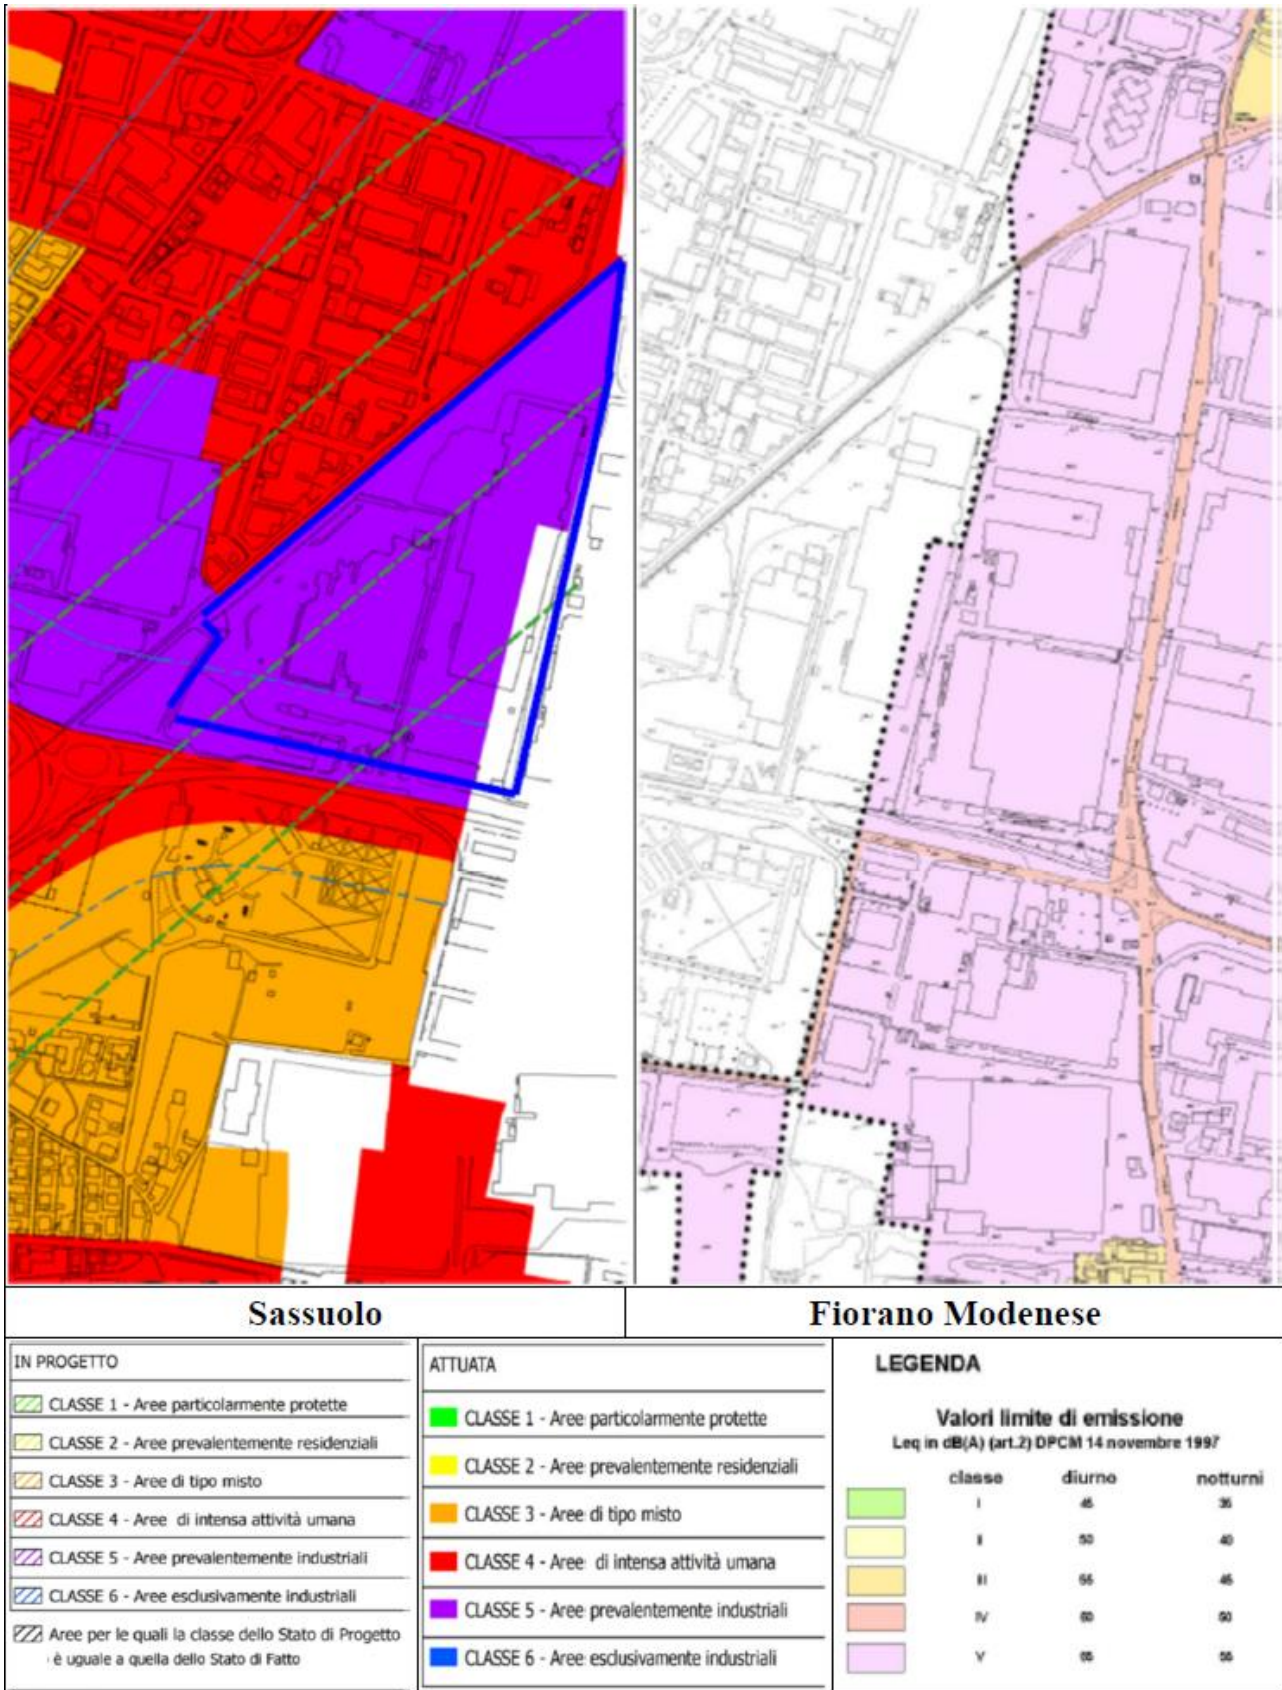 Sassuolo
Fiorano Modenese
IN PROGETTO
CLASSE 1 - Aree particolarmente protette
CLASSE 2 - Aree prevalentemente residenziali
CLASSE 3 - Aree di tipo misto
CLASSE 4 - Aree di intensa attività umana
CLASSE 5 - Aree prevalentemente industriali
CLASSE 6 - Aree esclusivamente industriali
Aree per le quali la classe dello Stato di Progetto
è uguale a quella dello Stato di Fatto
ATTUATA
CLASSE 1 - Aree particolarmente protette
CLASSE 2 - Aree prevalentemente residenziali
CLASSE 3 - Aree di tipo misto
CLASSE 4 - Aree di intensa attività umana
CLASSE 5 - Aree prevalentemente industriali
CLASSE 6 - Aree esclusivamente industriali
LEGENDA
Valori limite di emissione
Leq in dB(A) (art.2) DPCM 14 novembre 1997
classe diurno notturni
I 45 35
II 50 40
III 55 45
IV 60 50
V 65 55